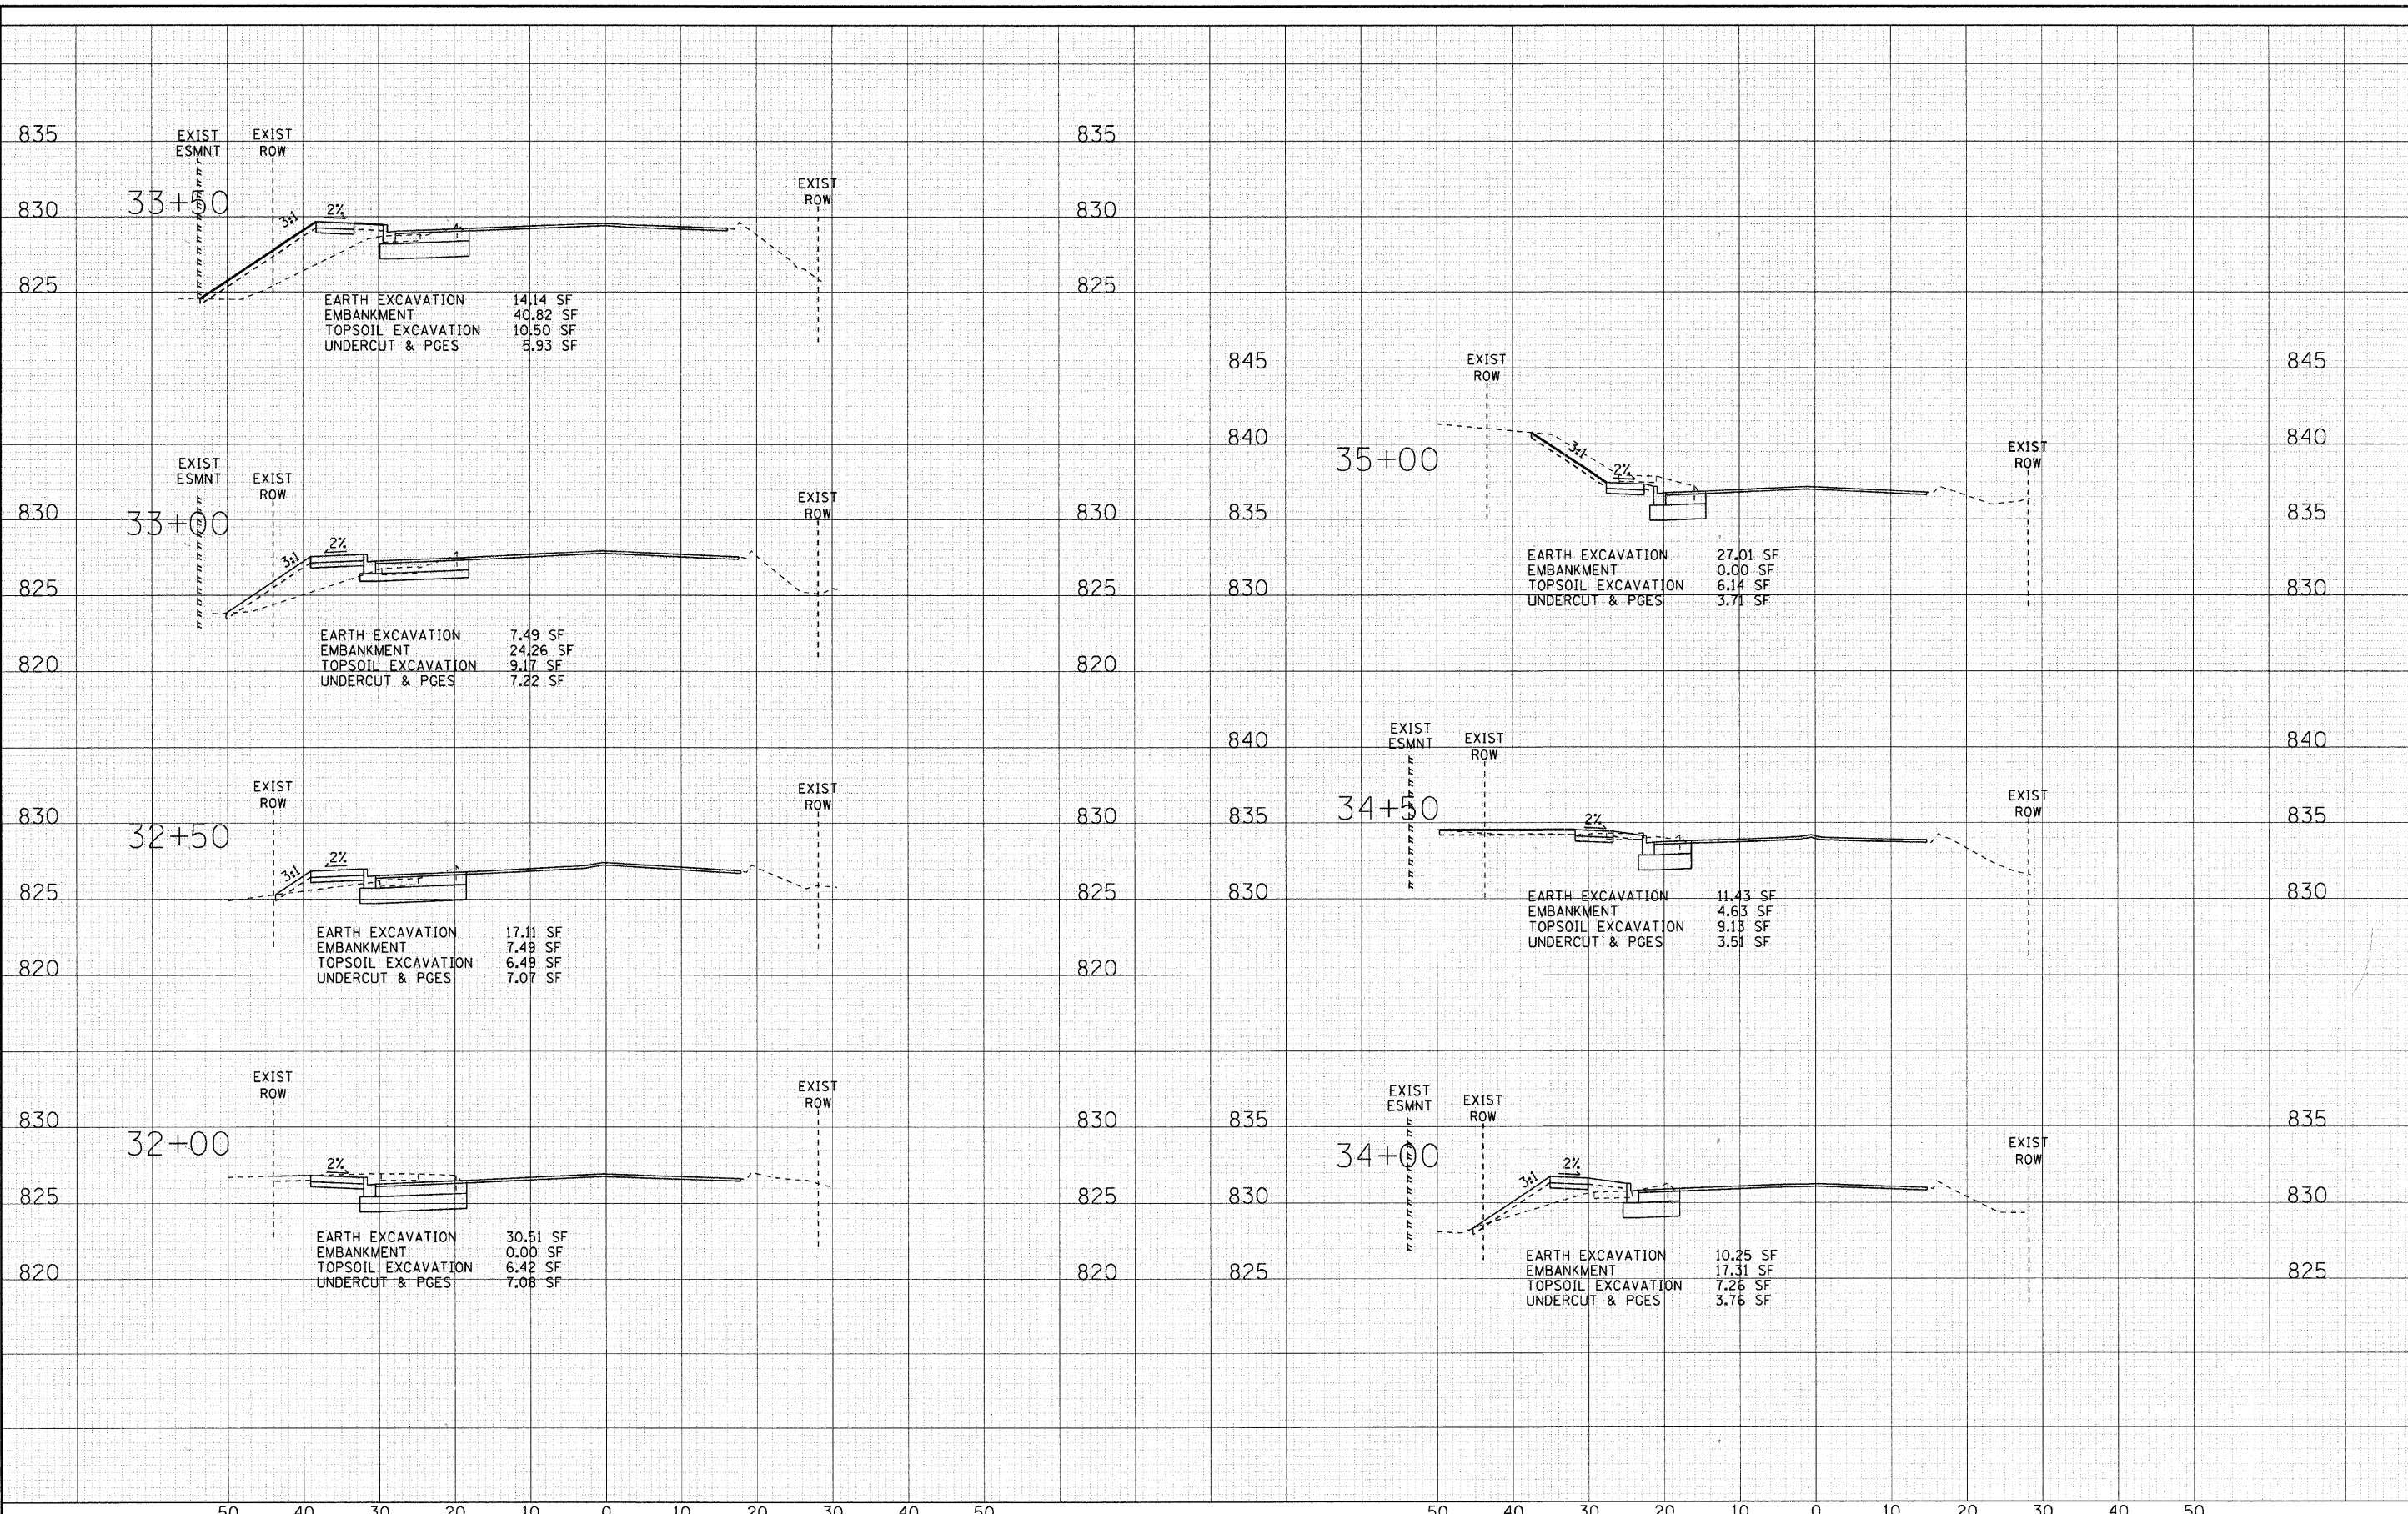 835
EXIST
ESMNT
EXIST
ROW
835
33+50
830
3:1
2%
EXIST
ROW
830
825
825
EARTH EXCAVATION 14.14 SF
EMBANKMENT 40.82 SF
TOPSOIL EXCAVATION 10.50 SF
UNDERCUT & PGES 5.93 SF
EXIST
ESMNT
EXIST
ROW
EXIST
ROW
830
33+00
830
3:1
2%
825
825
EARTH EXCAVATION 7.49 SF
EMBANKMENT 24.26 SF
TOPSOIL EXCAVATION 9.17 SF
UNDERCUT & PGES 7.22 SF
820
820
EXIST
ROW
EXIST
ROW
830
32+50
830
3:1
2%
825
825
EARTH EXCAVATION 17.11 SF
EMBANKMENT 7.49 SF
TOPSOIL EXCAVATION 6.49 SF
UNDERCUT & PGES 7.07 SF
820
820
EXIST
ROW
EXIST
ROW
830
32+00
830
2%
825
825
EARTH EXCAVATION 30.51 SF
EMBANKMENT 0.00 SF
TOPSOIL EXCAVATION 6.42 SF
UNDERCUT & PGES 7.08 SF
820
820
50 40 30 20 10 0 10 20 30 40 50
845
EXIST
ROW
845
840
35+00
3:1
2%
EXIST
ROW
840
835
835
EARTH EXCAVATION 27.01 SF
EMBANKMENT 0.00 SF
TOPSOIL EXCAVATION 6.14 SF
UNDERCUT & PGES 3.71 SF
830
830
840
EXIST
ESMNT
EXIST
ROW
840
EXIST
ROW
835
34+50
2%
835
830
830
EARTH EXCAVATION 11.43 SF
EMBANKMENT 4.63 SF
TOPSOIL EXCAVATION 9.13 SF
UNDERCUT & PGES 3.51 SF
EXIST
ESMNT
EXIST
ROW
835
835
34+00
EXIST
ROW
3:1
2%
830
830
EARTH EXCAVATION 10.25 SF
EMBANKMENT 17.31 SF
TOPSOIL EXCAVATION 7.26 SF
UNDERCUT & PGES 3.76 SF
825
825
50 40 30 20 10 0 10 20 30 40 50